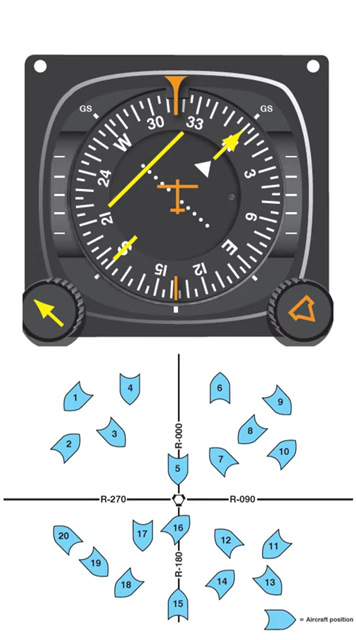 GS
GS
30
33
W
3
24
6
21
E
S
15
12
1
4
6
9
2
3
8
10
R-000
7
5
R-270
R-090
20
17
16
12
11
19
R-180
18
14
13
15
= Aircraft position